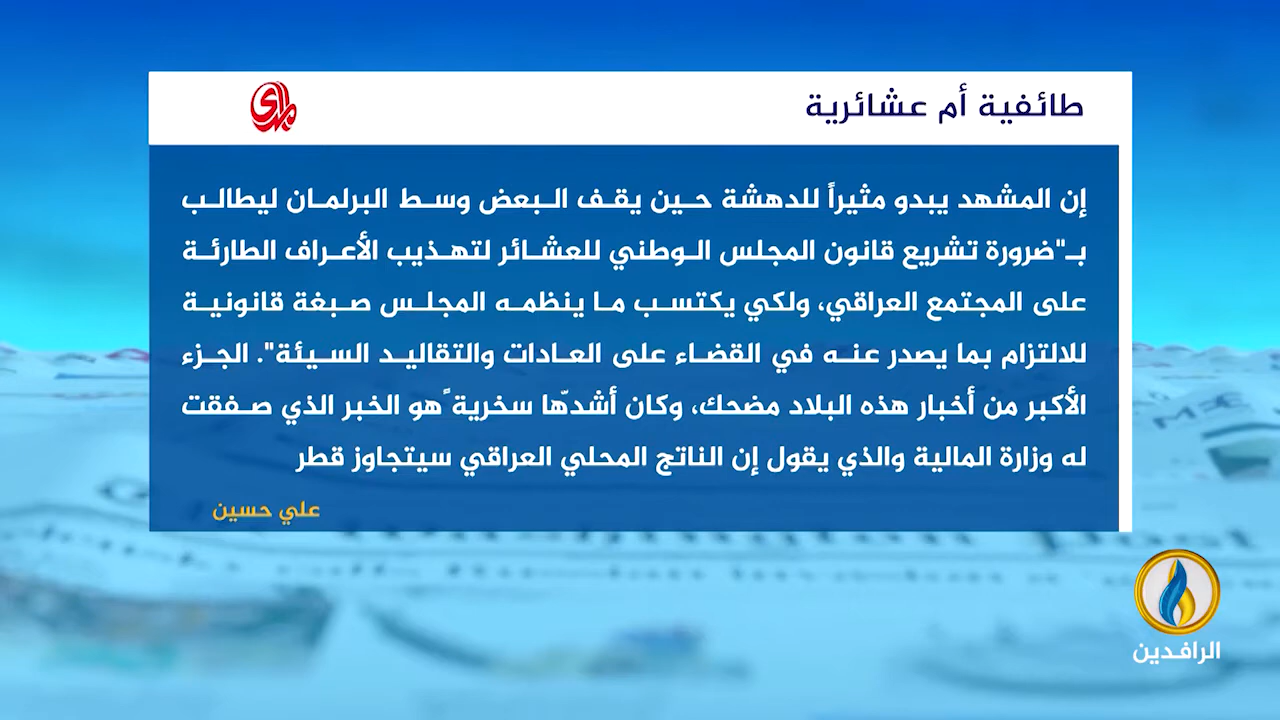 طائفية أم عشائرية
المدى
إن المشهد يبدو مثيراً للدهشة حين يقف البعض وسط البرلمان ليطالب
بـ"ضرورة تشريع قانون المجلس الوطني للعشائر لتهذيب الأعراف الطارئة
على المجتمع العراقي، ولكي يكتسب ما ينظمه المجلس صبغة قانونية
للالتزام بما يصدر عنه في القضاء على العادات والتقاليد السيئة". الجزء
الأكبر من أخبار هذه البلاد مضحك، وكان أشدّها سخرية ًهو الخبر الذي صفقت
له وزارة المالية والذي يقول إن الناتج المحلي العراقي سيتجاوز قطر
علي حسين
الرافدين